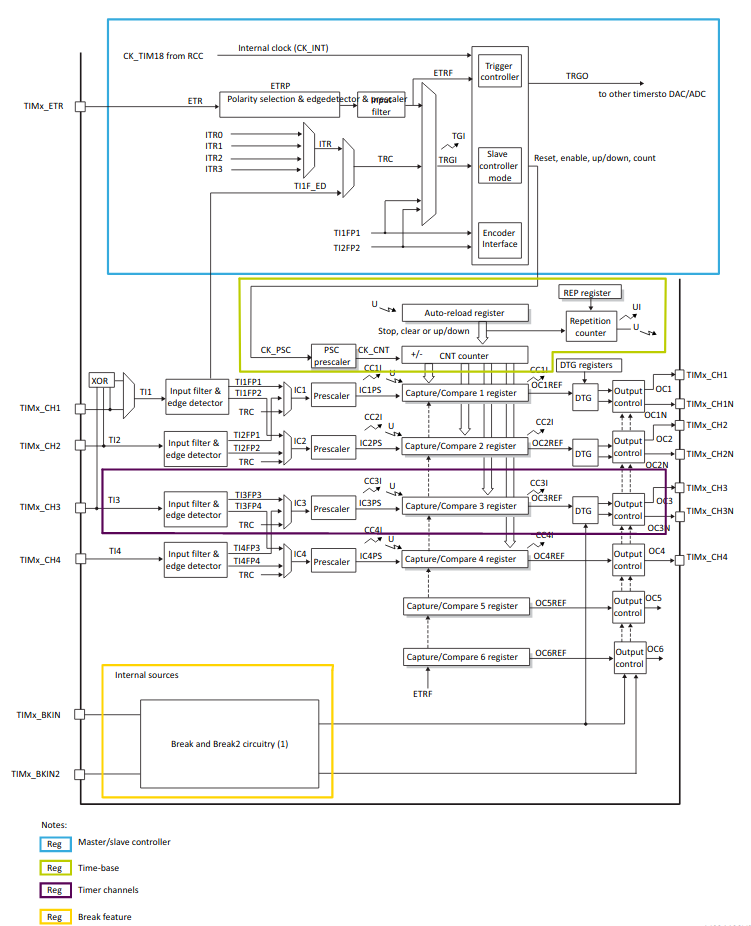 CK_TIM18 from RCC
Internal clock (CK_INT)
TIMx_ETR
ETR
ETRP
Polarity selection & edgedetector & prescaler
Input
filter
ETRF
Trigger
controller
TRGO
to other timersto DAC/ADC
ITR0
ITR1
ITR2
ITR3
ITR
TRC
TI1F_ED
TGI
TRGI
Slave
controller
mode
Reset, enable, up/down, count
TI1FP1
TI2FP2
Encoder
Interface
REP register
U
Auto-reload register
UI
Repetition
counter
U
Stop, clear or up/down
CK_PSC
PSC
prescaler
CK_CNT
+/-
CNT counter
DTG registers
XOR
TI1
Input filter &
edge detector
TI1FP1
TI1FP2
TRC
IC1
Prescaler
IC1PS
CC1I
U
Capture/Compare 1 register
CC1I
OC1REF
DTG
Output
control
OC1
OC1N
TIMx_CH1
TIMx_CH1
TIMx_CH1N
TIMx_CH2
TI2
Input filter &
edge detector
TI2FP1
TI2FP2
TRC
IC2
Prescaler
IC2PS
CC2I
U
Capture/Compare 2 register
CC2I
OC2REF
DTG
Output
control
OC2
OC2N
TIMx_CH2
TIMx_CH2N
TIMx_CH3
TI3
Input filter &
edge detector
TI3FP3
TI3FP4
TRC
IC3
Prescaler
IC3PS
CC3I
U
Capture/Compare 3 register
CC3I
OC3REF
DTG
Output
control
OC3
OC3N
TIMx_CH3
TIMx_CH3N
TIMx_CH4
TI4
Input filter &
edge detector
TI4FP3
TI4FP4
TRC
IC4
Prescaler
IC4PS
CC4I
U
Capture/Compare 4 register
CC4I
OC4REF
Output
control
OC4
TIMx_CH4
Capture/Compare 5 register
OC5REF
Output
control
OC5
Capture/Compare 6 register
OC6REF
Output
control
OC6
ETRF
Internal sources
TIMx_BKIN
Break and Break2 circuitry (1)
TIMx_BKIN2
Notes:
Reg
Master/slave controller
Reg
Time-base
Reg
Timer channels
Reg
Break feature